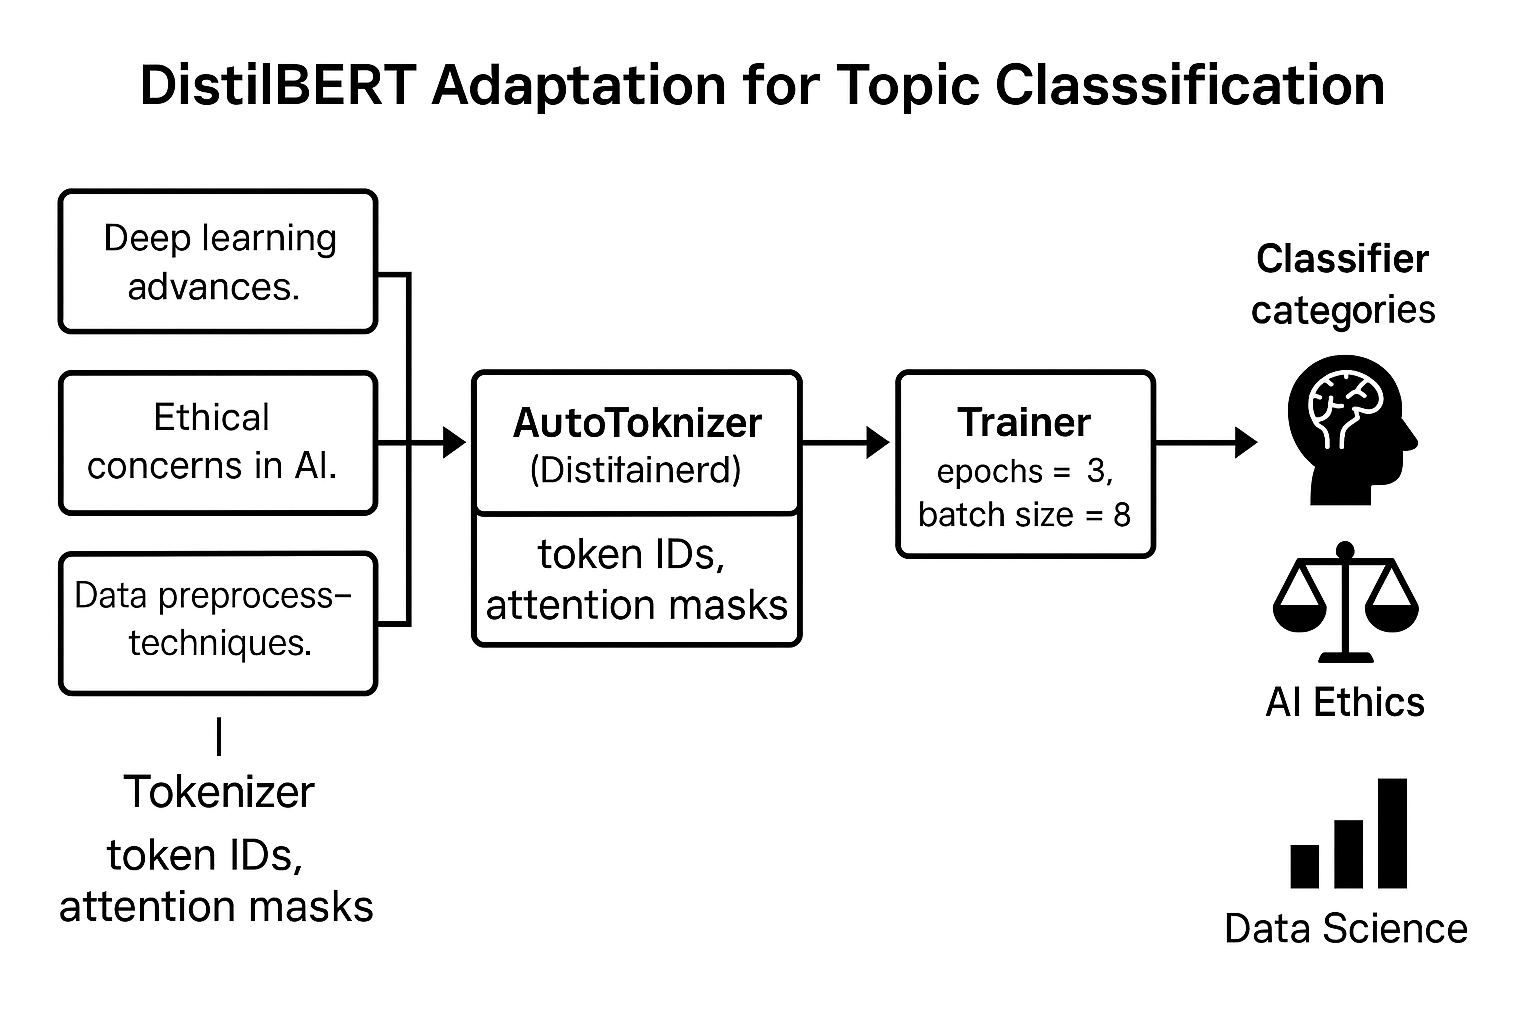 DistilBERT Adaptation for Topic Classsification
Deep learning
advances.
Ethical
concerns in AI.
Data preprocess–
techniques.
Tokenizer
token IDs,
attention masks
AutoToknizer
(Distifainerd)
token IDs,
attention masks
Trainer
epochs = 3,
batch size = 8
Classifier
categories
AI Ethics
Data Science